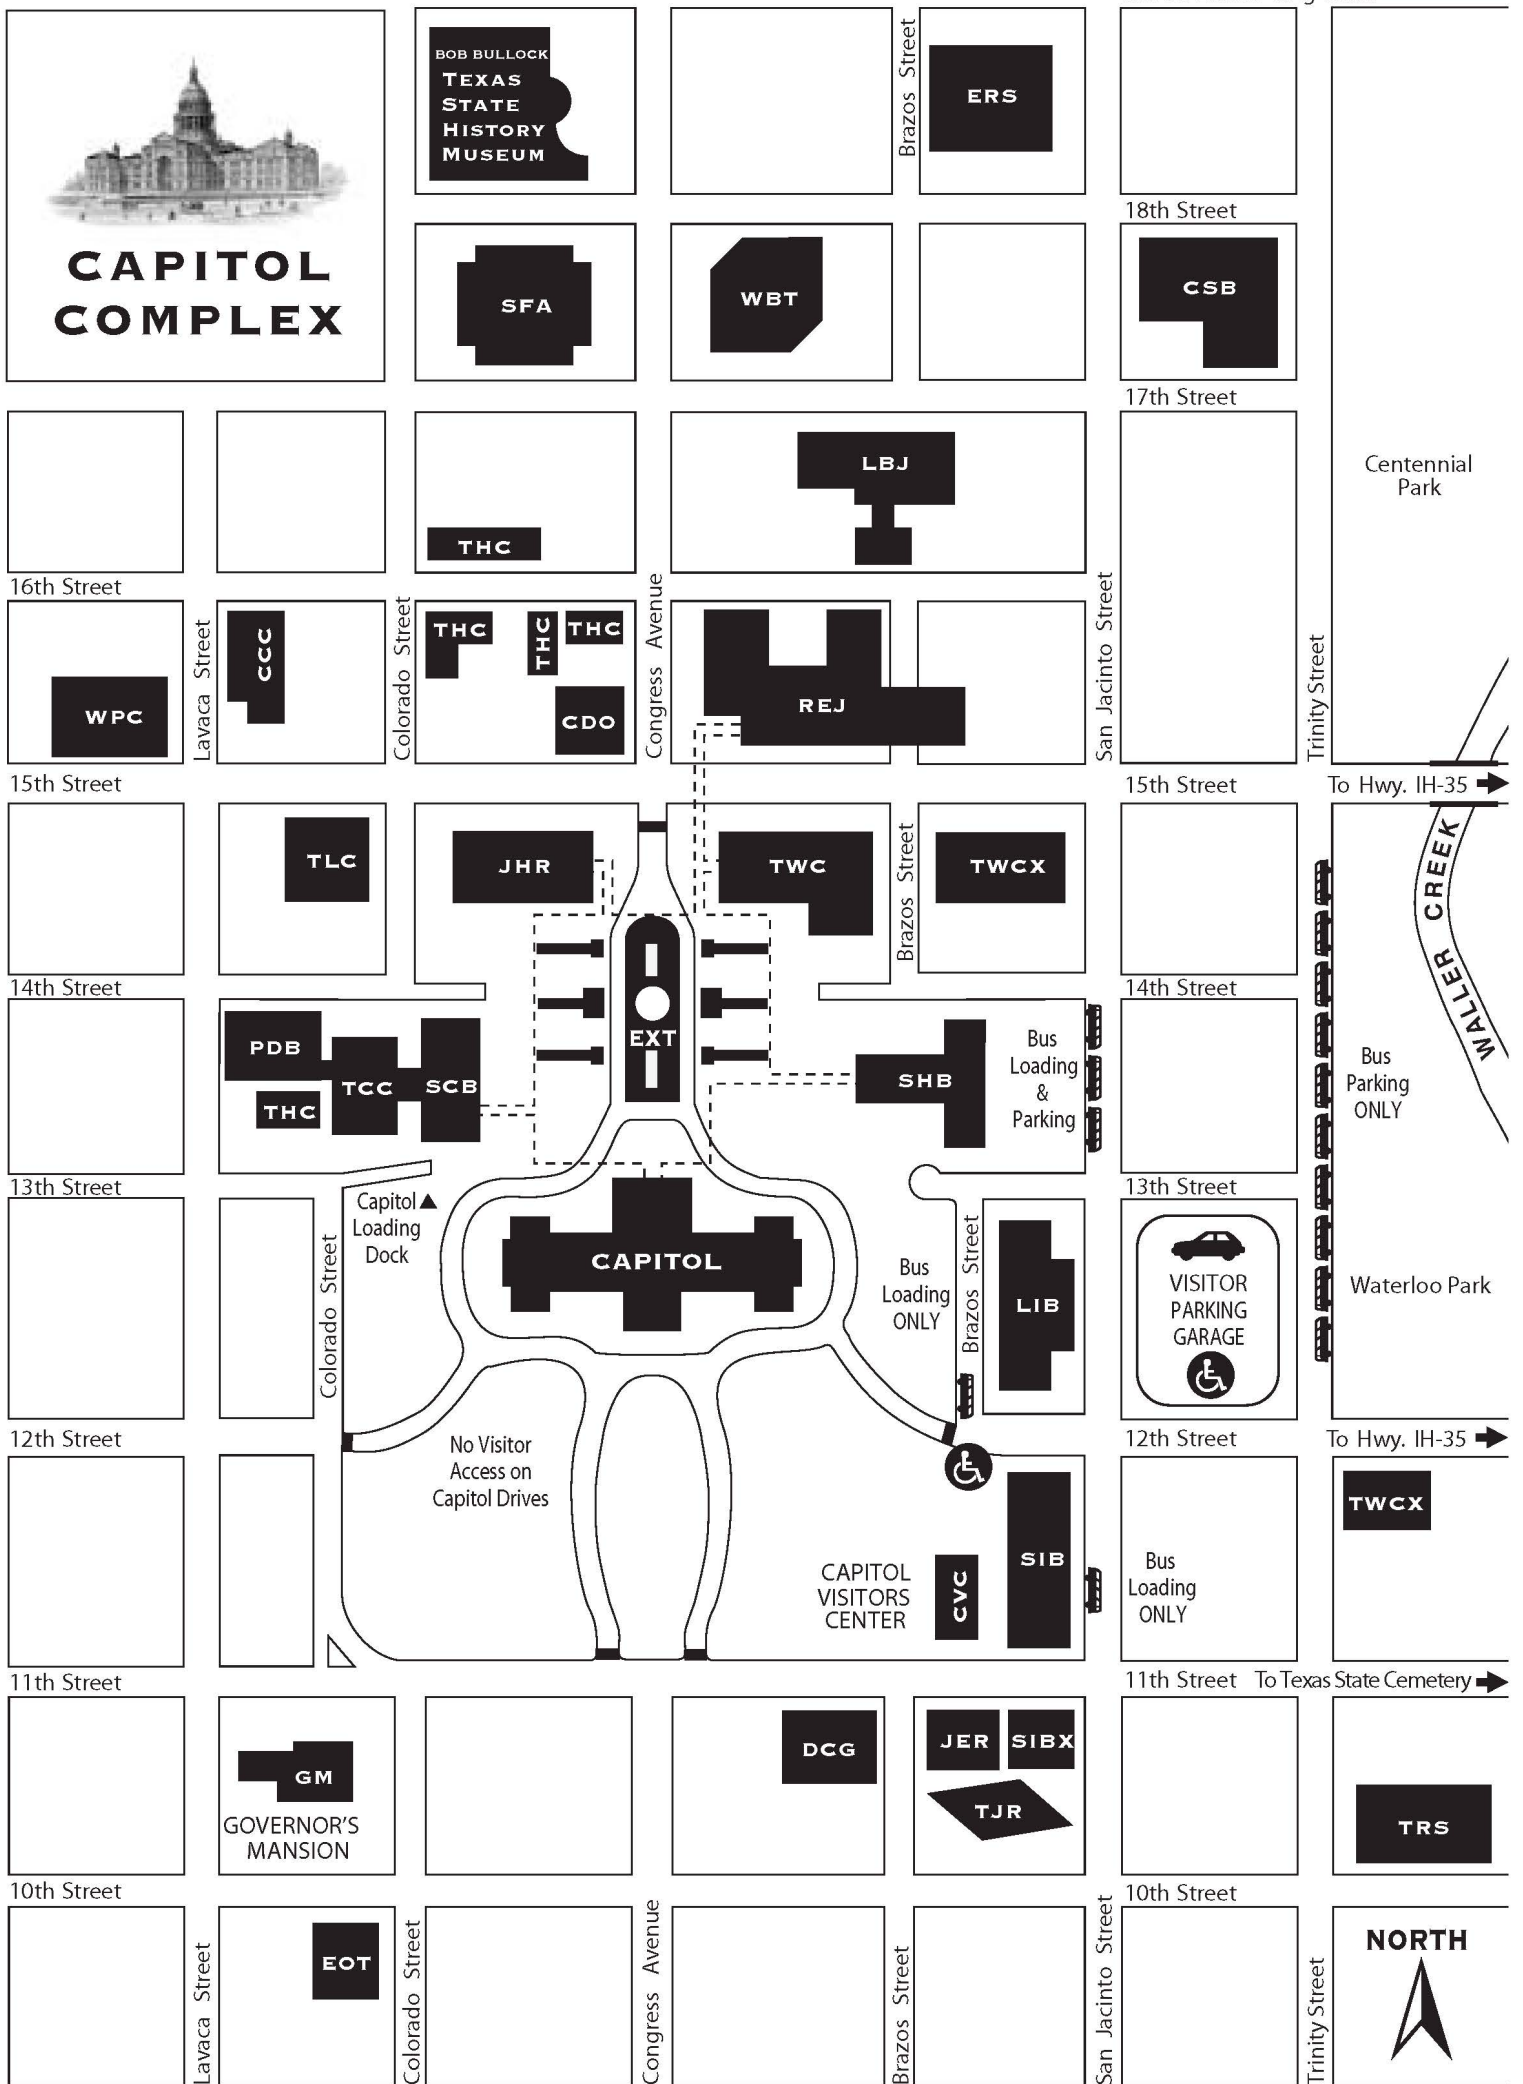 CAPITOL
COMPLEX
BOB BULLOCK
TEXAS
STATE
HISTORY
MUSEUM
Brazos Street
ERS
18th Street
SFA
WBT
CSB
17th Street
LBJ
Centennial
Park
THC
16th Street
Lavaca Street
CCC
Colorado Street
THC
THC
THC
Congress Avenue
San Jacinto Street
Trinity Street
WPC
CDO
REJ
15th Street
15th Street
To Hwy. IH-35
TLC
JHR
TWC
Brazos Street
TWCX
WALLER CREEK
14th Street
14th Street
EXT
PDB
TCC
SCB
THC
SHB
Bus
Loading
&
Parking
Bus
Parking
ONLY
13th Street
13th Street
Capitol
Loading
Dock
Colorado Street
CAPITOL
Bus
Loading
ONLY
Brazos Street
LIB
VISITOR
PARKING
GARAGE
Waterloo Park
12th Street
12th Street
To Hwy. IH-35
No Visitor
Access on
Capitol Drives
TWCX
CAPITOL
VISITORS
CENTER
CVC
SIB
Bus
Loading
ONLY
11th Street
11th Street
To Texas State Cemetery
GM
GOVERNOR'S
MANSION
DCG
JER
SIBX
TJR
TRS
10th Street
10th Street
Lavaca Street
EOT
Colorado Street
Congress Avenue
Brazos Street
San Jacinto Street
Trinity Street
NORTH